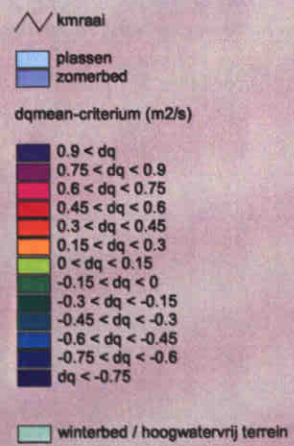 kmraai
plassen
zomerbed
dqmean-criterium (m2/s)
0.9 < dq
0.75 < dq < 0.9
0.6 < dq < 0.75
0.45 < dq < 0.6
0.3 < dq < 0.45
0.15 < dq < 0.3
0 < dq < 0.15
-0.15 < dq < 0
-0.3 < dq < -0.15
-0.45 < dq < -0.3
-0.6 < dq < -0.45
-0.75 < dq < -0.6
dq < -0.75
winterbed / hoogwatervrij terrein